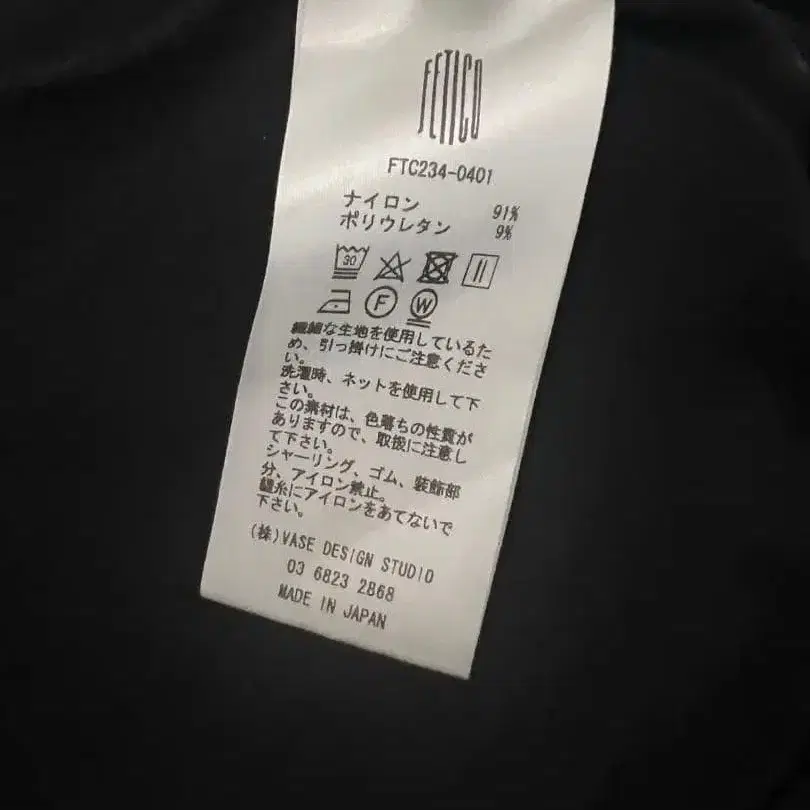 FETICO
FTC234-0401
ナイロン 91%
ポリウレタン 9%
30
F
W
繊細な生地を使用しているた
め、引っ掛けにご注意くださ
い。
洗濯時、ネットを使用して下
さい。
この素材は、色落ちの性質が
ありますので、取扱に注意し
て下さい。
シャーリング、ゴム、装飾部
分、アイロン禁止。
縫糸にアイロンをあてないで
下さい。
(株)VASE DESIGN STUDIO
03 6823 2868
MADE IN JAPAN